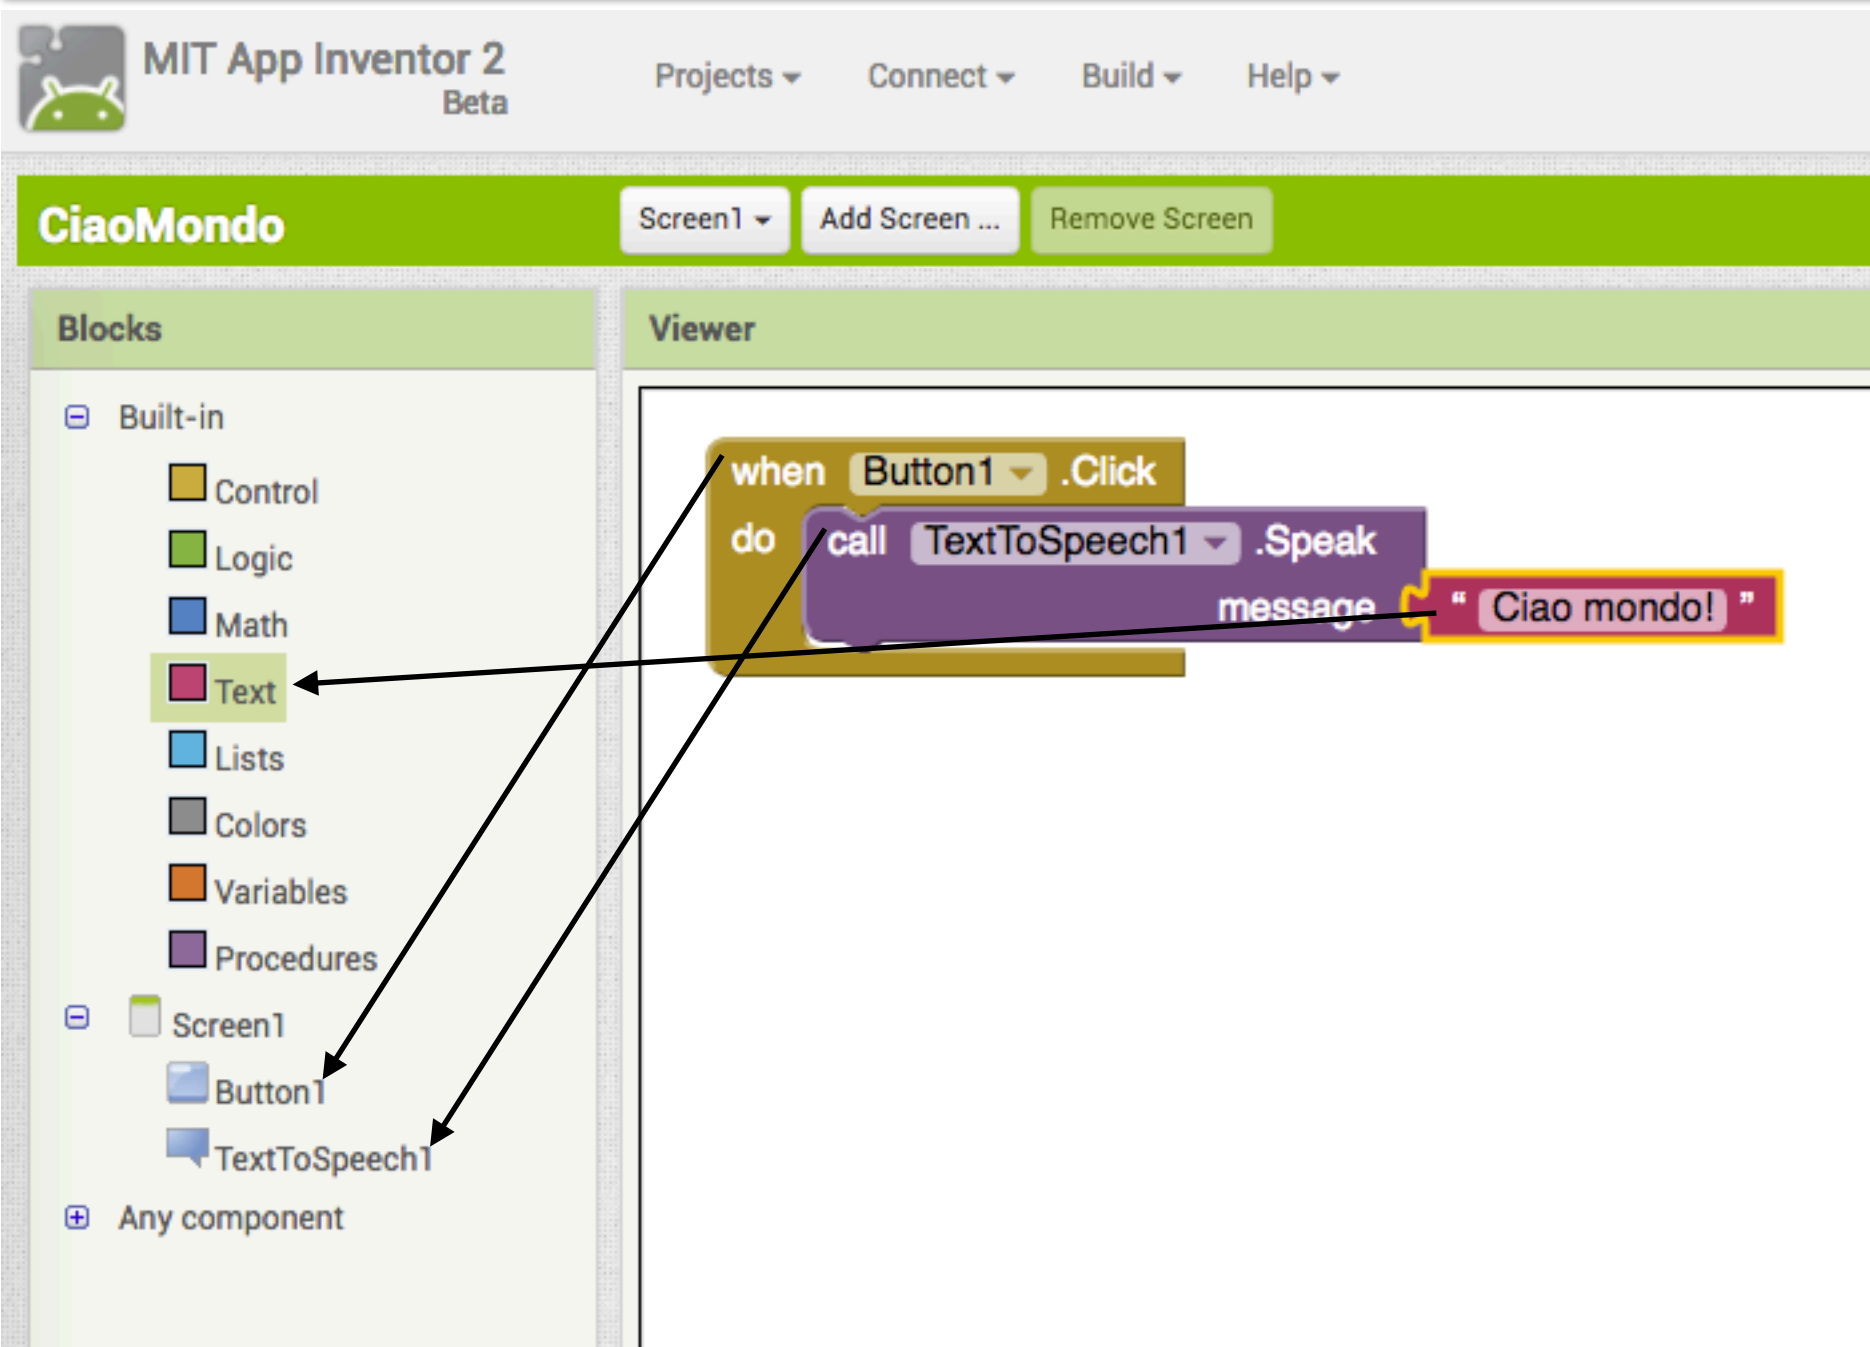 MIT App Inventor 2
Beta
Projects Connect Build Help
CiaoMondo
Screen1 Add Screen ... Remove Screen
Blocks
Built-in
Control
Logic
Math
Text
Lists
Colors
Variables
Procedures
Screen1
Button1
TextToSpeech1
Any component
Viewer
when Button1 .Click
do call TextToSpeech1 .Speak
message “ Ciao mondo! ”